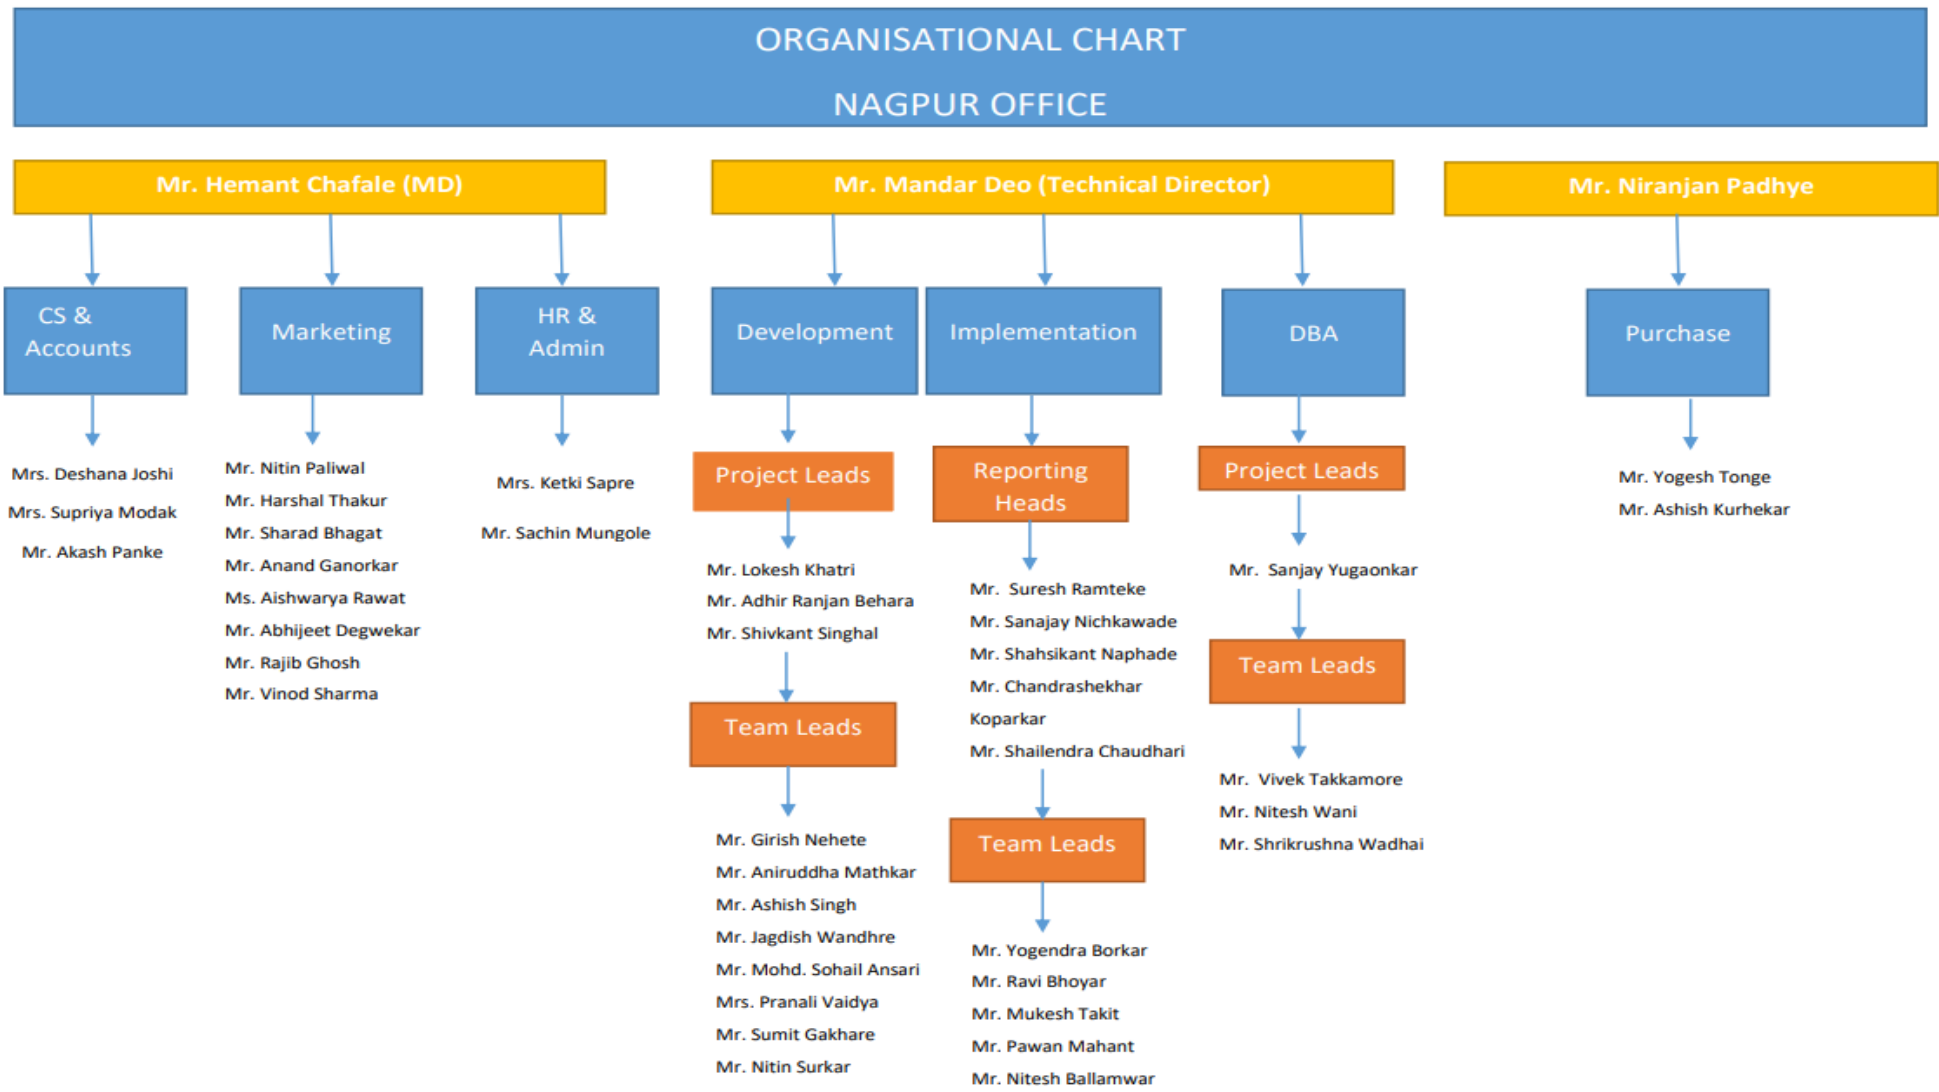 ORGANISATIONAL CHART
NAGPUR OFFICE
Mr. Hemant Chafale (MD)
CS &
Accounts
Mrs. Deshana Joshi
Mrs. Supriya Modak
Mr. Akash Panke
Marketing
Mr. Nitin Paliwal
Mr. Harshal Thakur
Mr. Sharad Bhagat
Mr. Anand Ganorkar
Ms. Aishwarya Rawat
Mr. Abhijeet Degwekar
Mr. Rajib Ghosh
Mr. Vinod Sharma
HR &
Admin
Mrs. Ketki Sapre
Mr. Sachin Mungole
Mr. Mandar Deo (Technical Director)
Development
Project Leads
Mr. Lokesh Khatri
Mr. Adhir Ranjan Behara
Mr. Shivkant Singhal
Team Leads
Mr. Girish Nehete
Mr. Aniruddha Mathkar
Mr. Ashish Singh
Mr. Jagdish Wandhre
Mr. Mohd. Sohail Ansari
Mrs. Pranali Vaidya
Mr. Sumit Gakhare
Mr. Nitin Surkar
Implementation
Reporting
Heads
Mr. Suresh Ramteke
Mr. Sanajay Nichkawade
Mr. Shahsikant Naphade
Mr. Chandrashekhar
Koparkar
Mr. Shailendra Chaudhari
Team Leads
Mr. Yogendra Borkar
Mr. Ravi Bhoyar
Mr. Mukesh Takit
Mr. Pawan Mahant
Mr. Nitesh Ballamwar
DBA
Project Leads
Mr. Sanjay Yugaonkar
Team Leads
Mr. Vivek Takkamore
Mr. Nitesh Wani
Mr. Shrikrushna Wadhai
Mr. Niranjan Padhye
Purchase
Mr. Yogesh Tonge
Mr. Ashish Kurhekar